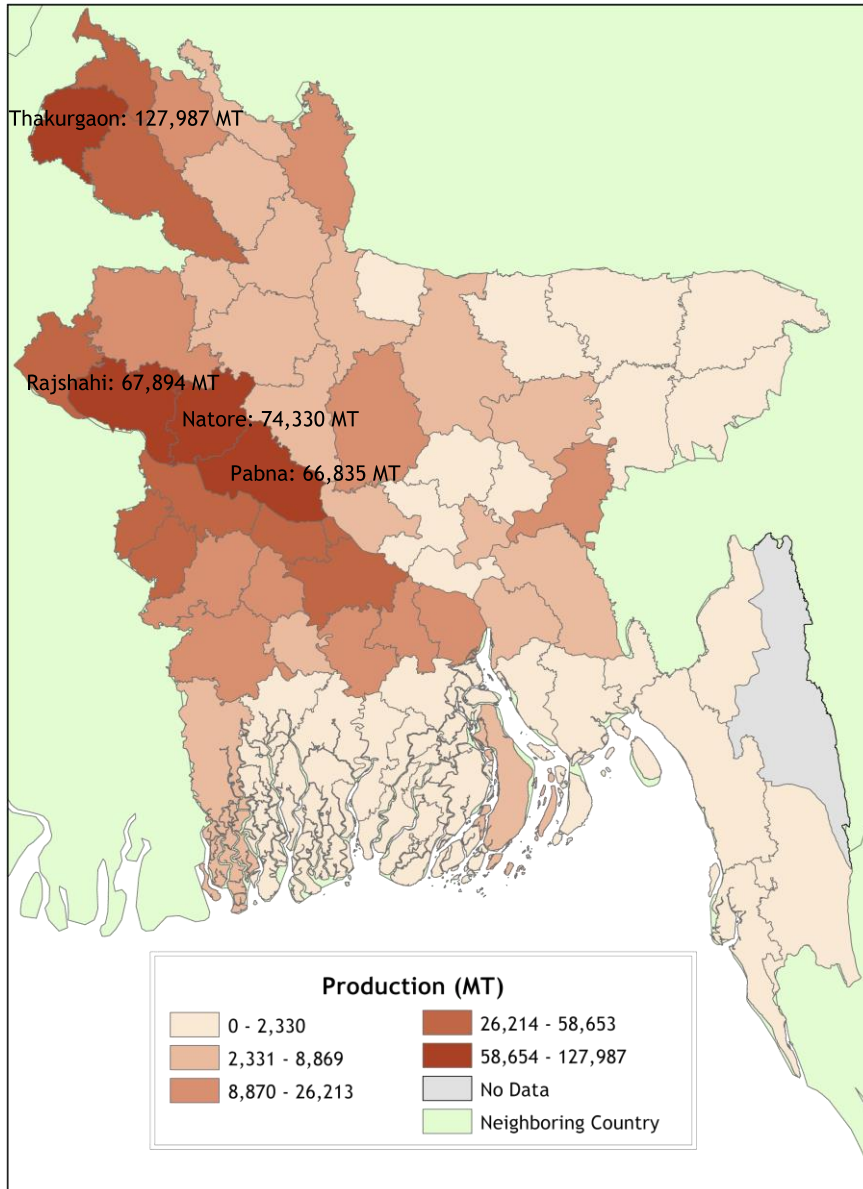 Thakurgaon: 127,987 MT
Rajshahi: 67,894 MT
Natore: 74,330 MT
Pabna: 66,835 MT
Production (MT)
0 - 2,330
2,331 - 8,869
8,870 - 26,213
26,214 - 58,653
58,654 - 127,987
No Data
Neighboring Country